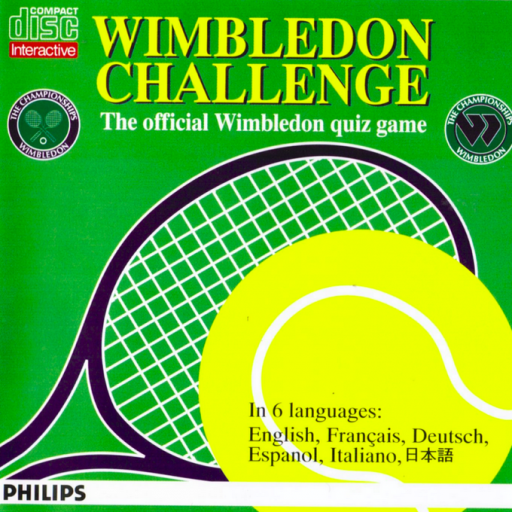 COMPACT
disc
Interactive
WIMBLEDON
CHALLENGE
The official Wimbledon quiz game
THE CHAMPIONSHIPS
WIMBLEDON
THE CHAMPIONSHIPS
WIMBLEDON
In 6 languages:
English, Français, Deutsch,
Espanol, Italiano, 日本語
PHILIPS